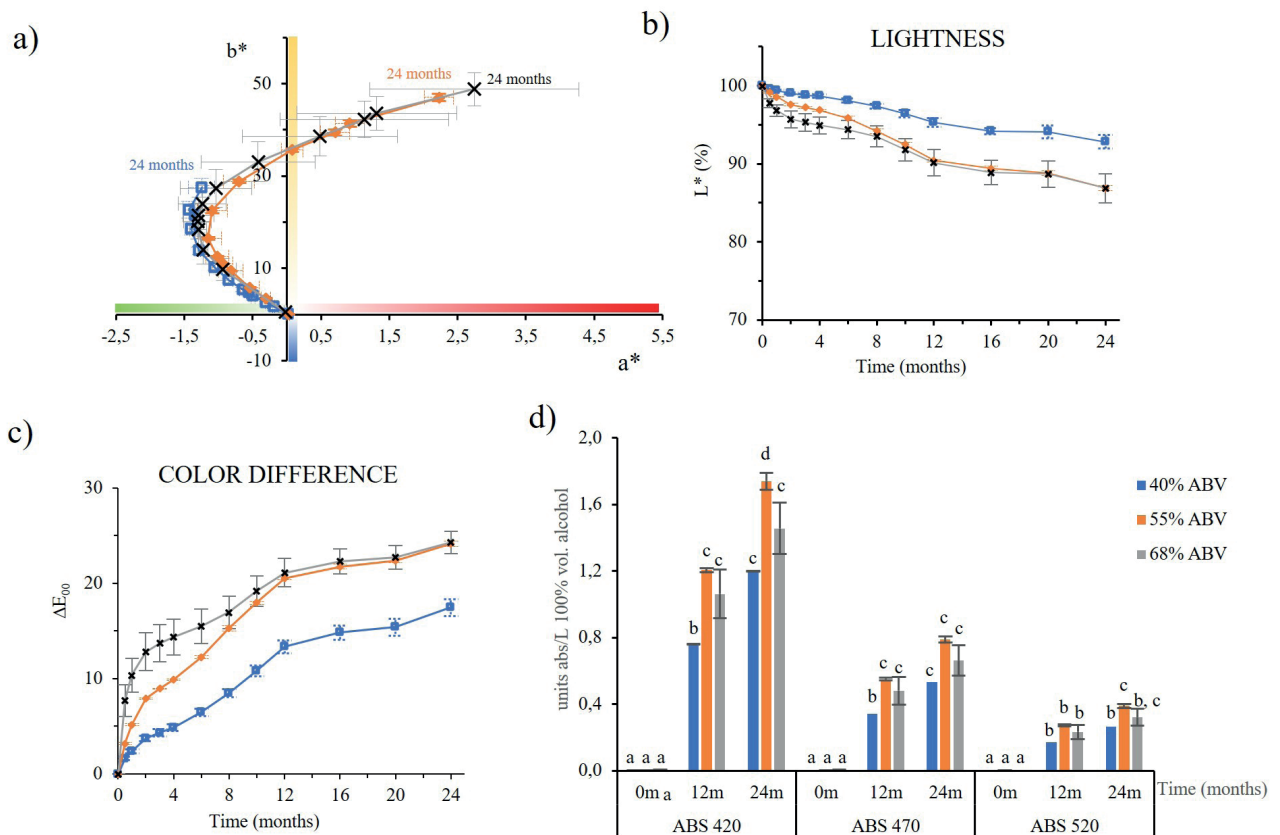 a)
b*
50
30
10
-10
24 months
24 months
24 months
-2,5
-1,5
-0,5
0,5
1,5
2,5
3,5
4,5
5,5
a*
b)
LIGHTNESS
100
90
80
70
L* (%)
0
4
8
12
16
20
24
Time (months)
c)
COLOR DIFFERENCE
30
20
10
0
ΔE00
0
4
8
12
16
20
24
Time (months)
d)
units abs/L 100% vol. alcohol
2,0
1,6
1,2
0,8
0,4
0,0
a a a
b c c
c d c
a a a
b c c
c c c
a a a
b b b
b c b, c
40% ABV
55% ABV
68% ABV
0m a 12m 24m 0m 12m 24m 0m 12m 24m
Time (months)
ABS 420 ABS 470 ABS 520